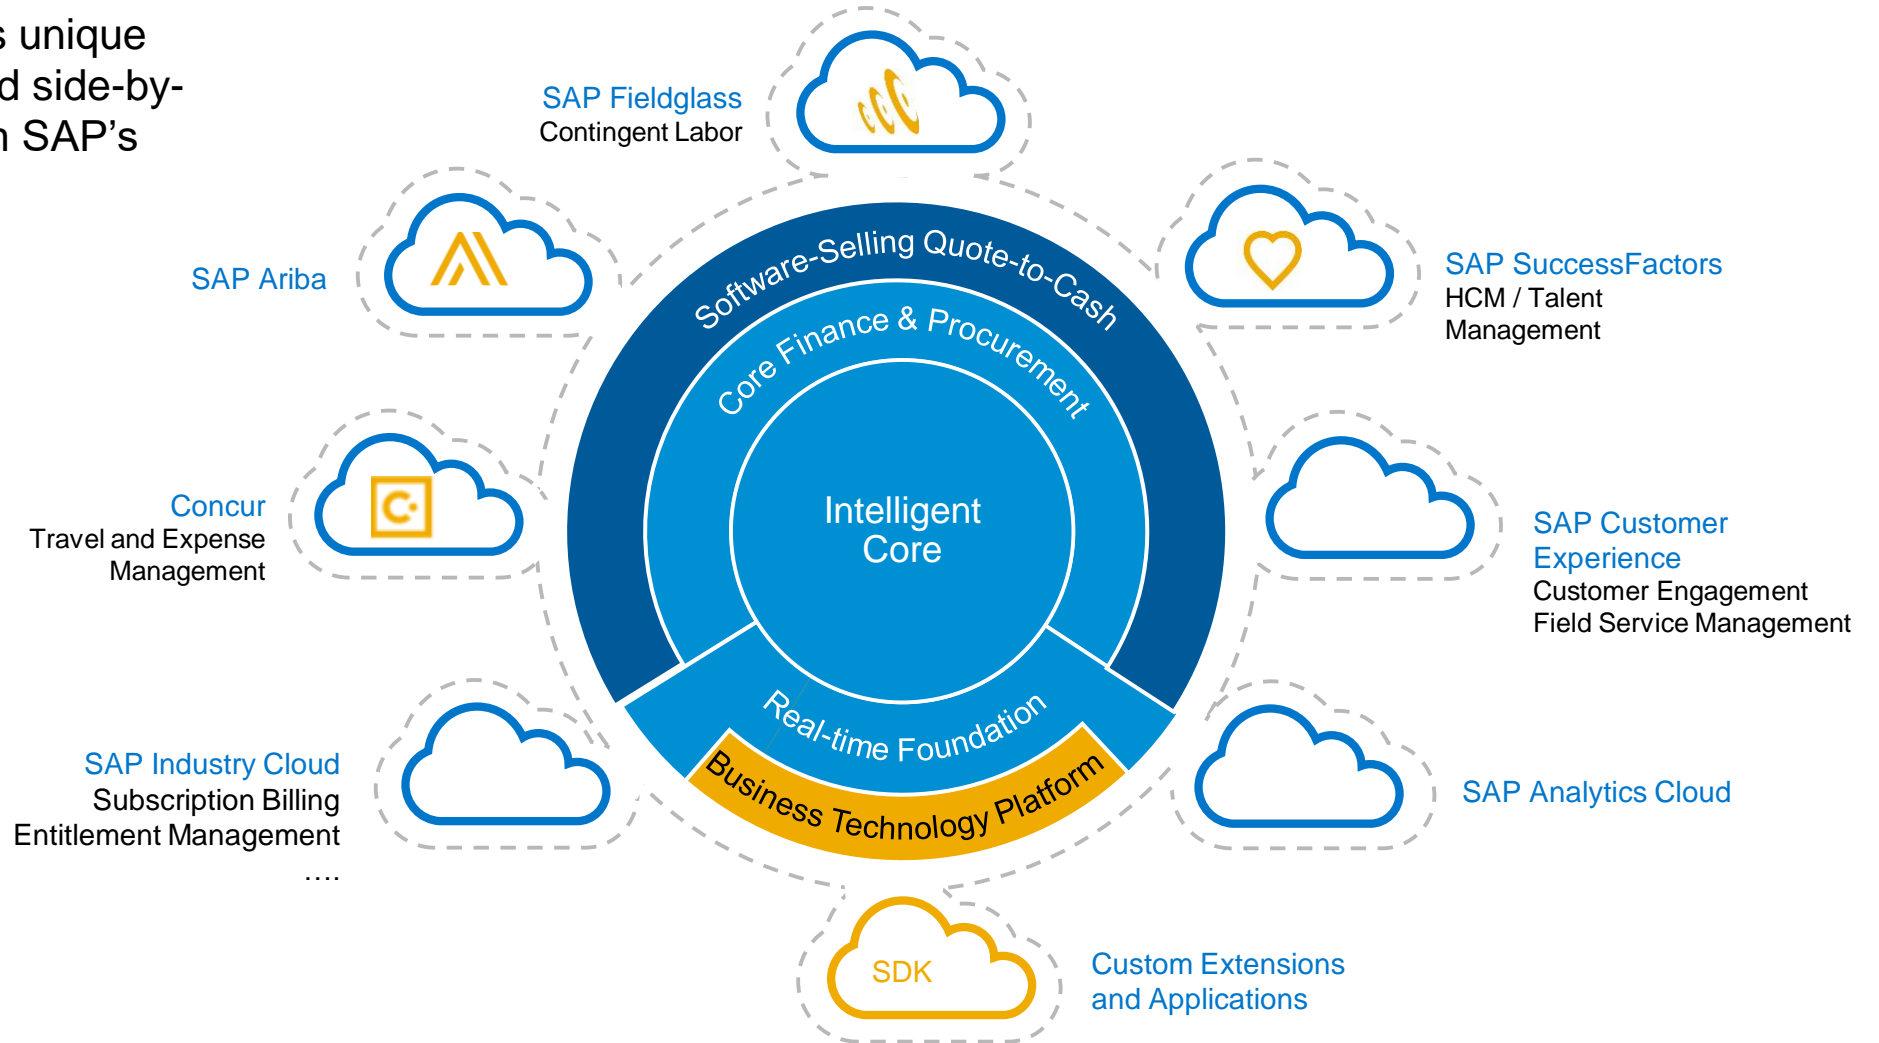 s unique
d side-by-
n SAP's
SAP Fieldglass
Contingent Labor
SAP Ariba
SAP SuccessFactors
HCM / Talent
Management
Software-Selling Quote-to-Cash
Core Finance & Procurement
Intelligent
Core
Concur
Travel and Expense
Management
SAP Customer
Experience
Customer Engagement
Field Service Management
Real-time Foundation
Business Technology Platform
SAP Industry Cloud
Subscription Billing
Entitlement Management
....
SAP Analytics Cloud
SDK
Custom Extensions
and Applications